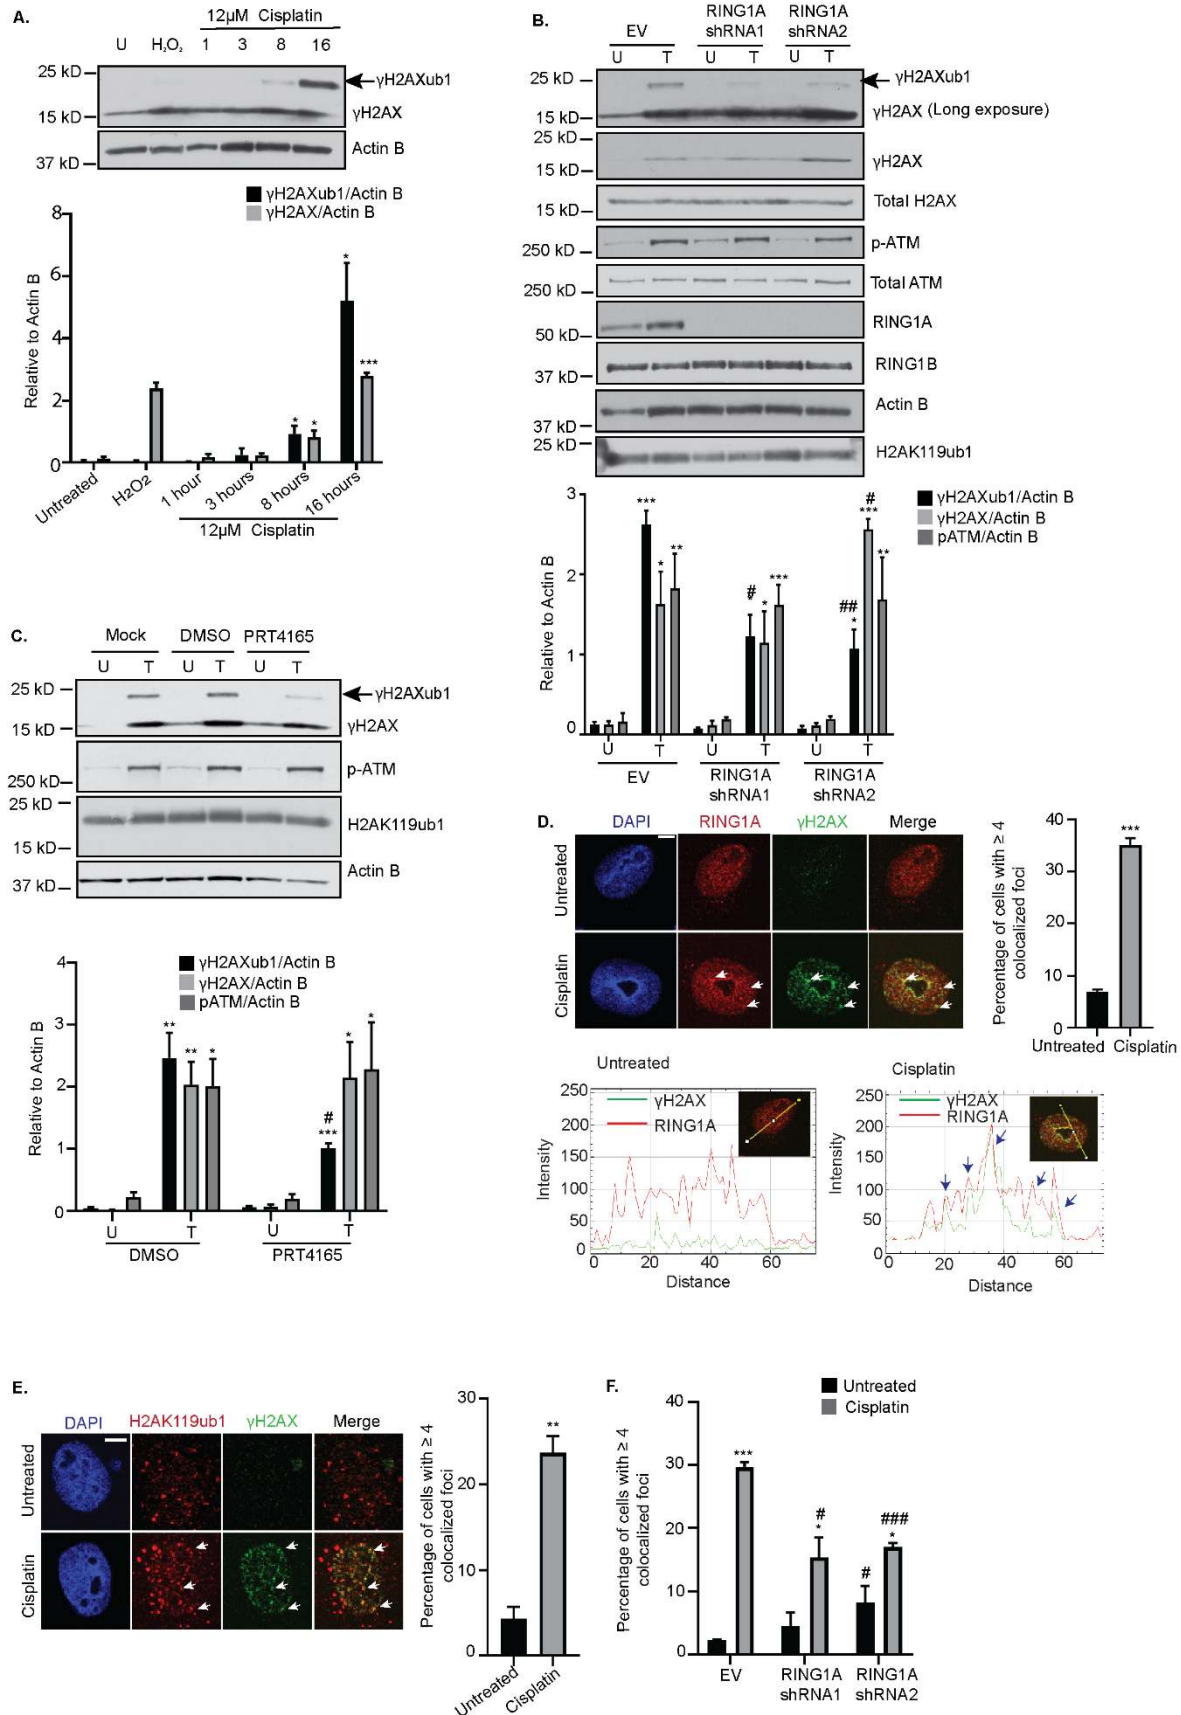 A.
12µM Cisplatin
U H₂O₂ 1 3 8 16
25 kD
γH2AXub1
15 kD
γH2AX
37 kD
Actin B
γH2AXub1/Actin B
γH2AX/Actin B
Relative to Actin B
8
6
4
2
0
* ***
* *
Untreated H2O2 1 hour 3 hours 8 hours 16 hours
12µM Cisplatin
B.
EV RING1A shRNA1 RING1A shRNA2
U T U T U T
25 kD
γH2AXub1
15 kD
γH2AX (Long exposure)
25 kD
15 kD
γH2AX
15 kD
Total H2AX
250 kD
p-ATM
250 kD
Total ATM
50 kD
RING1A
37 kD
RING1B
37 kD
Actin B
25 kD
H2AK119ub1
γH2AXub1/Actin B
γH2AX/Actin B
pATM/Actin B
Relative to Actin B
3
2
1
0
*** * **
# * * ***
## * # *** **
U T U T U T
EV RING1A shRNA1 RING1A shRNA2
C.
Mock DMSO PRT4165
U T U T U T
25 kD
γH2AXub1
15 kD
γH2AX
250 kD
p-ATM
25 kD
H2AK119ub1
15 kD
37 kD
Actin B
γH2AXub1/Actin B
γH2AX/Actin B
pATM/Actin B
Relative to Actin B
4
3
2
1
0
** ** *
# *** * *
U T U T
DMSO PRT4165
D.
DAPI RING1A γH2AX Merge
Untreated
Cisplatin
Percentage of cells with ≥ 4
colocalized foci
40
30
20
10
0
***
Untreated Cisplatin
Untreated
γH2AX
RING1A
Intensity
250
200
150
100
50
0
0 20 40 60
Distance
Cisplatin
γH2AX
RING1A
Intensity
250
200
150
100
50
0
0 20 40 60
Distance
E.
DAPI H2AK119ub1 γH2AX Merge
Untreated
Cisplatin
Percentage of cells with ≥ 4
colocalized foci
30
20
10
0
**
Untreated Cisplatin
F.
Untreated
Cisplatin
Percentage of cells with ≥ 4
colocalized foci
40
30
20
10
0
***
# *
# ### *
EV RING1A shRNA1 RING1A shRNA2